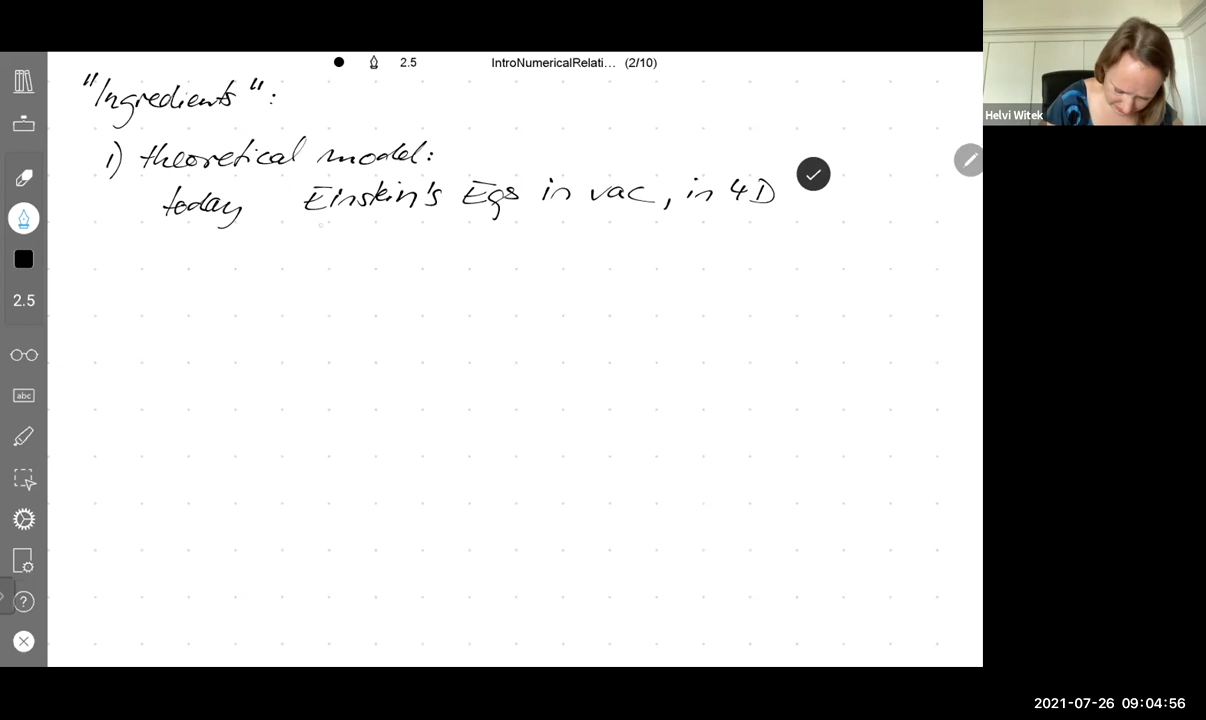 2.5
IntroNumericalRelati... (2/10)
"Ingredients":
i) theoretical model:
today Einstein's Eqs in vac, in 4D
2.5
abc
?
Helvi Witek
2021-07-26 09:04:56